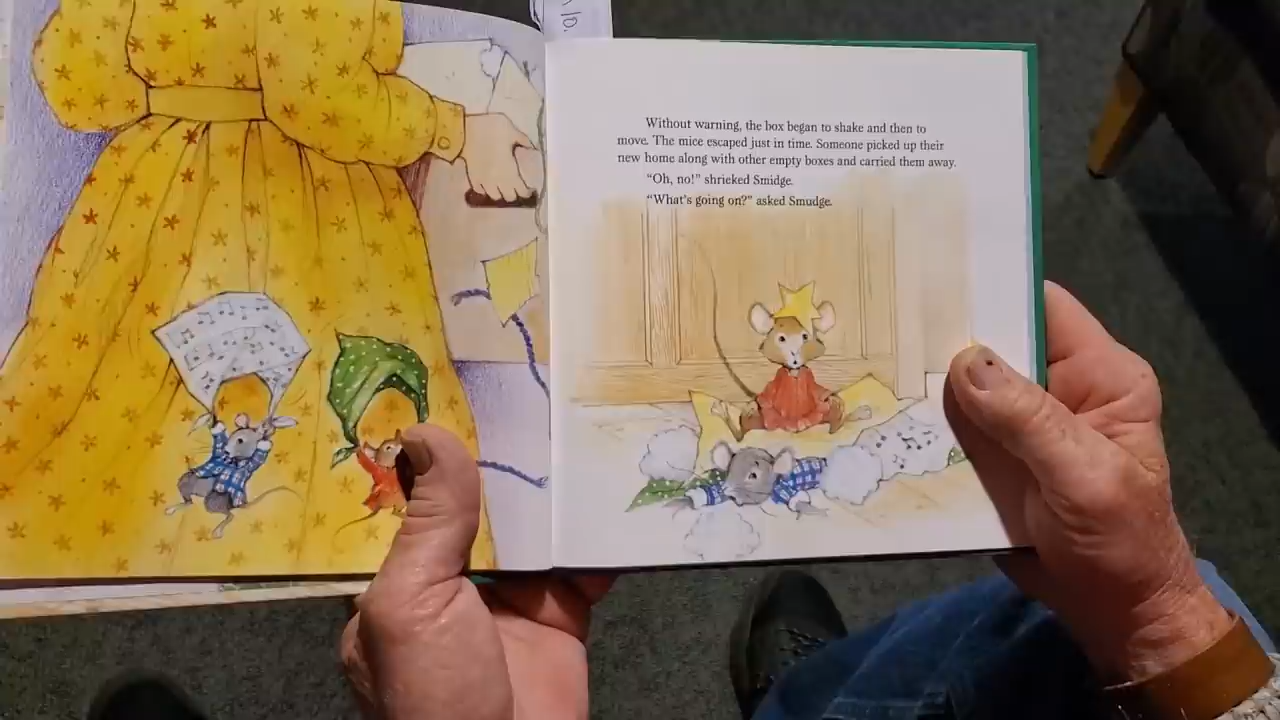 Without warning, the box began to shake and then to
move. The mice escaped just in time. Someone picked up their
new home along with other empty boxes and carried them away.
“Oh, no!” shrieked Smidge.
“What’s going on?” asked Smudge.